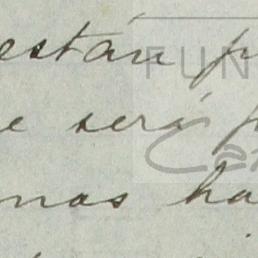 están p
e será f
nas ha